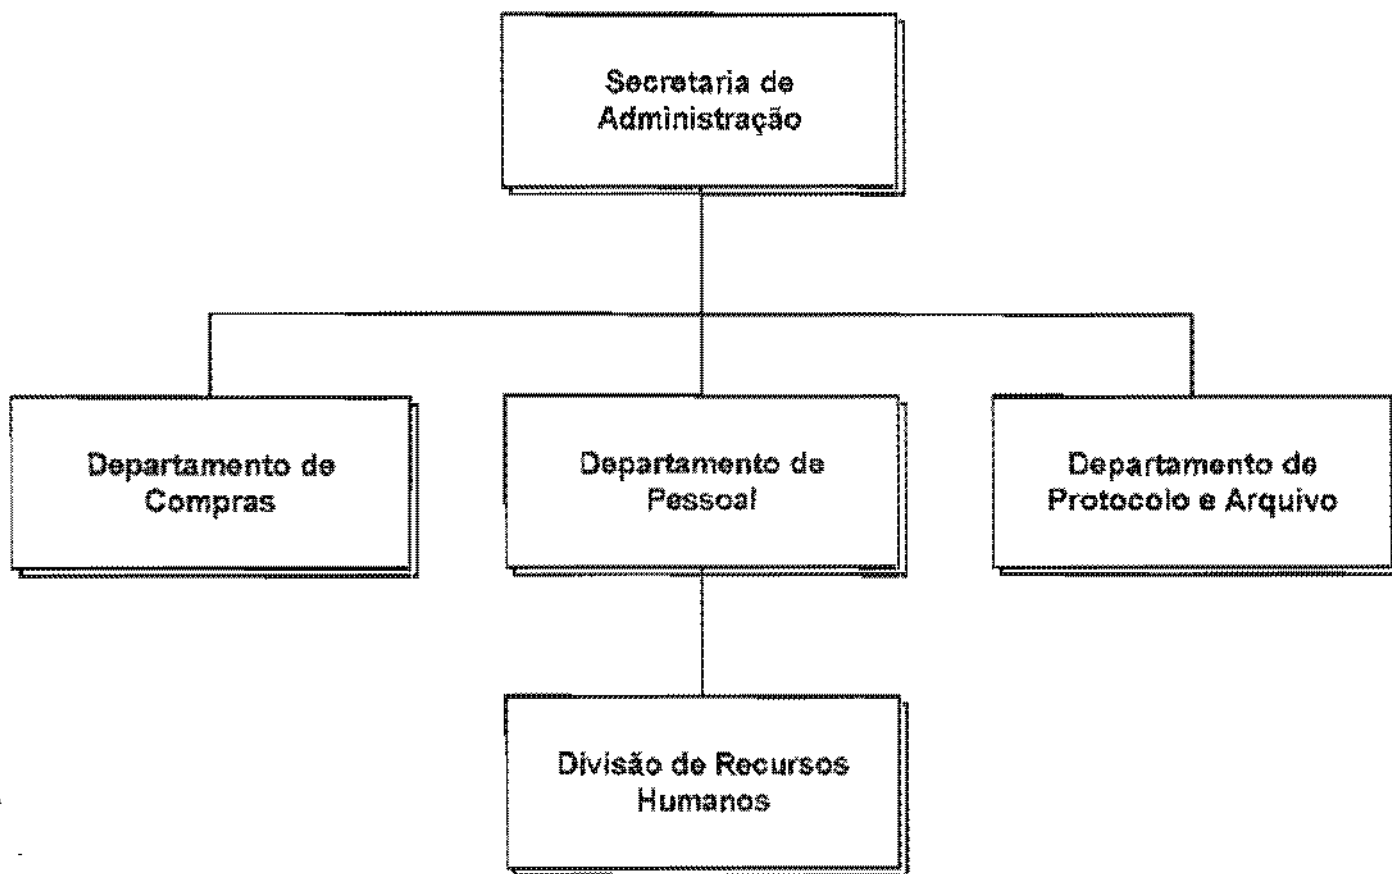 Secretaria de
Administração
Departamento de
Compras
Departamento de
Pessoal
Departamento de
Protocolo e Arquivo
Divisão de Recursos
Humanos